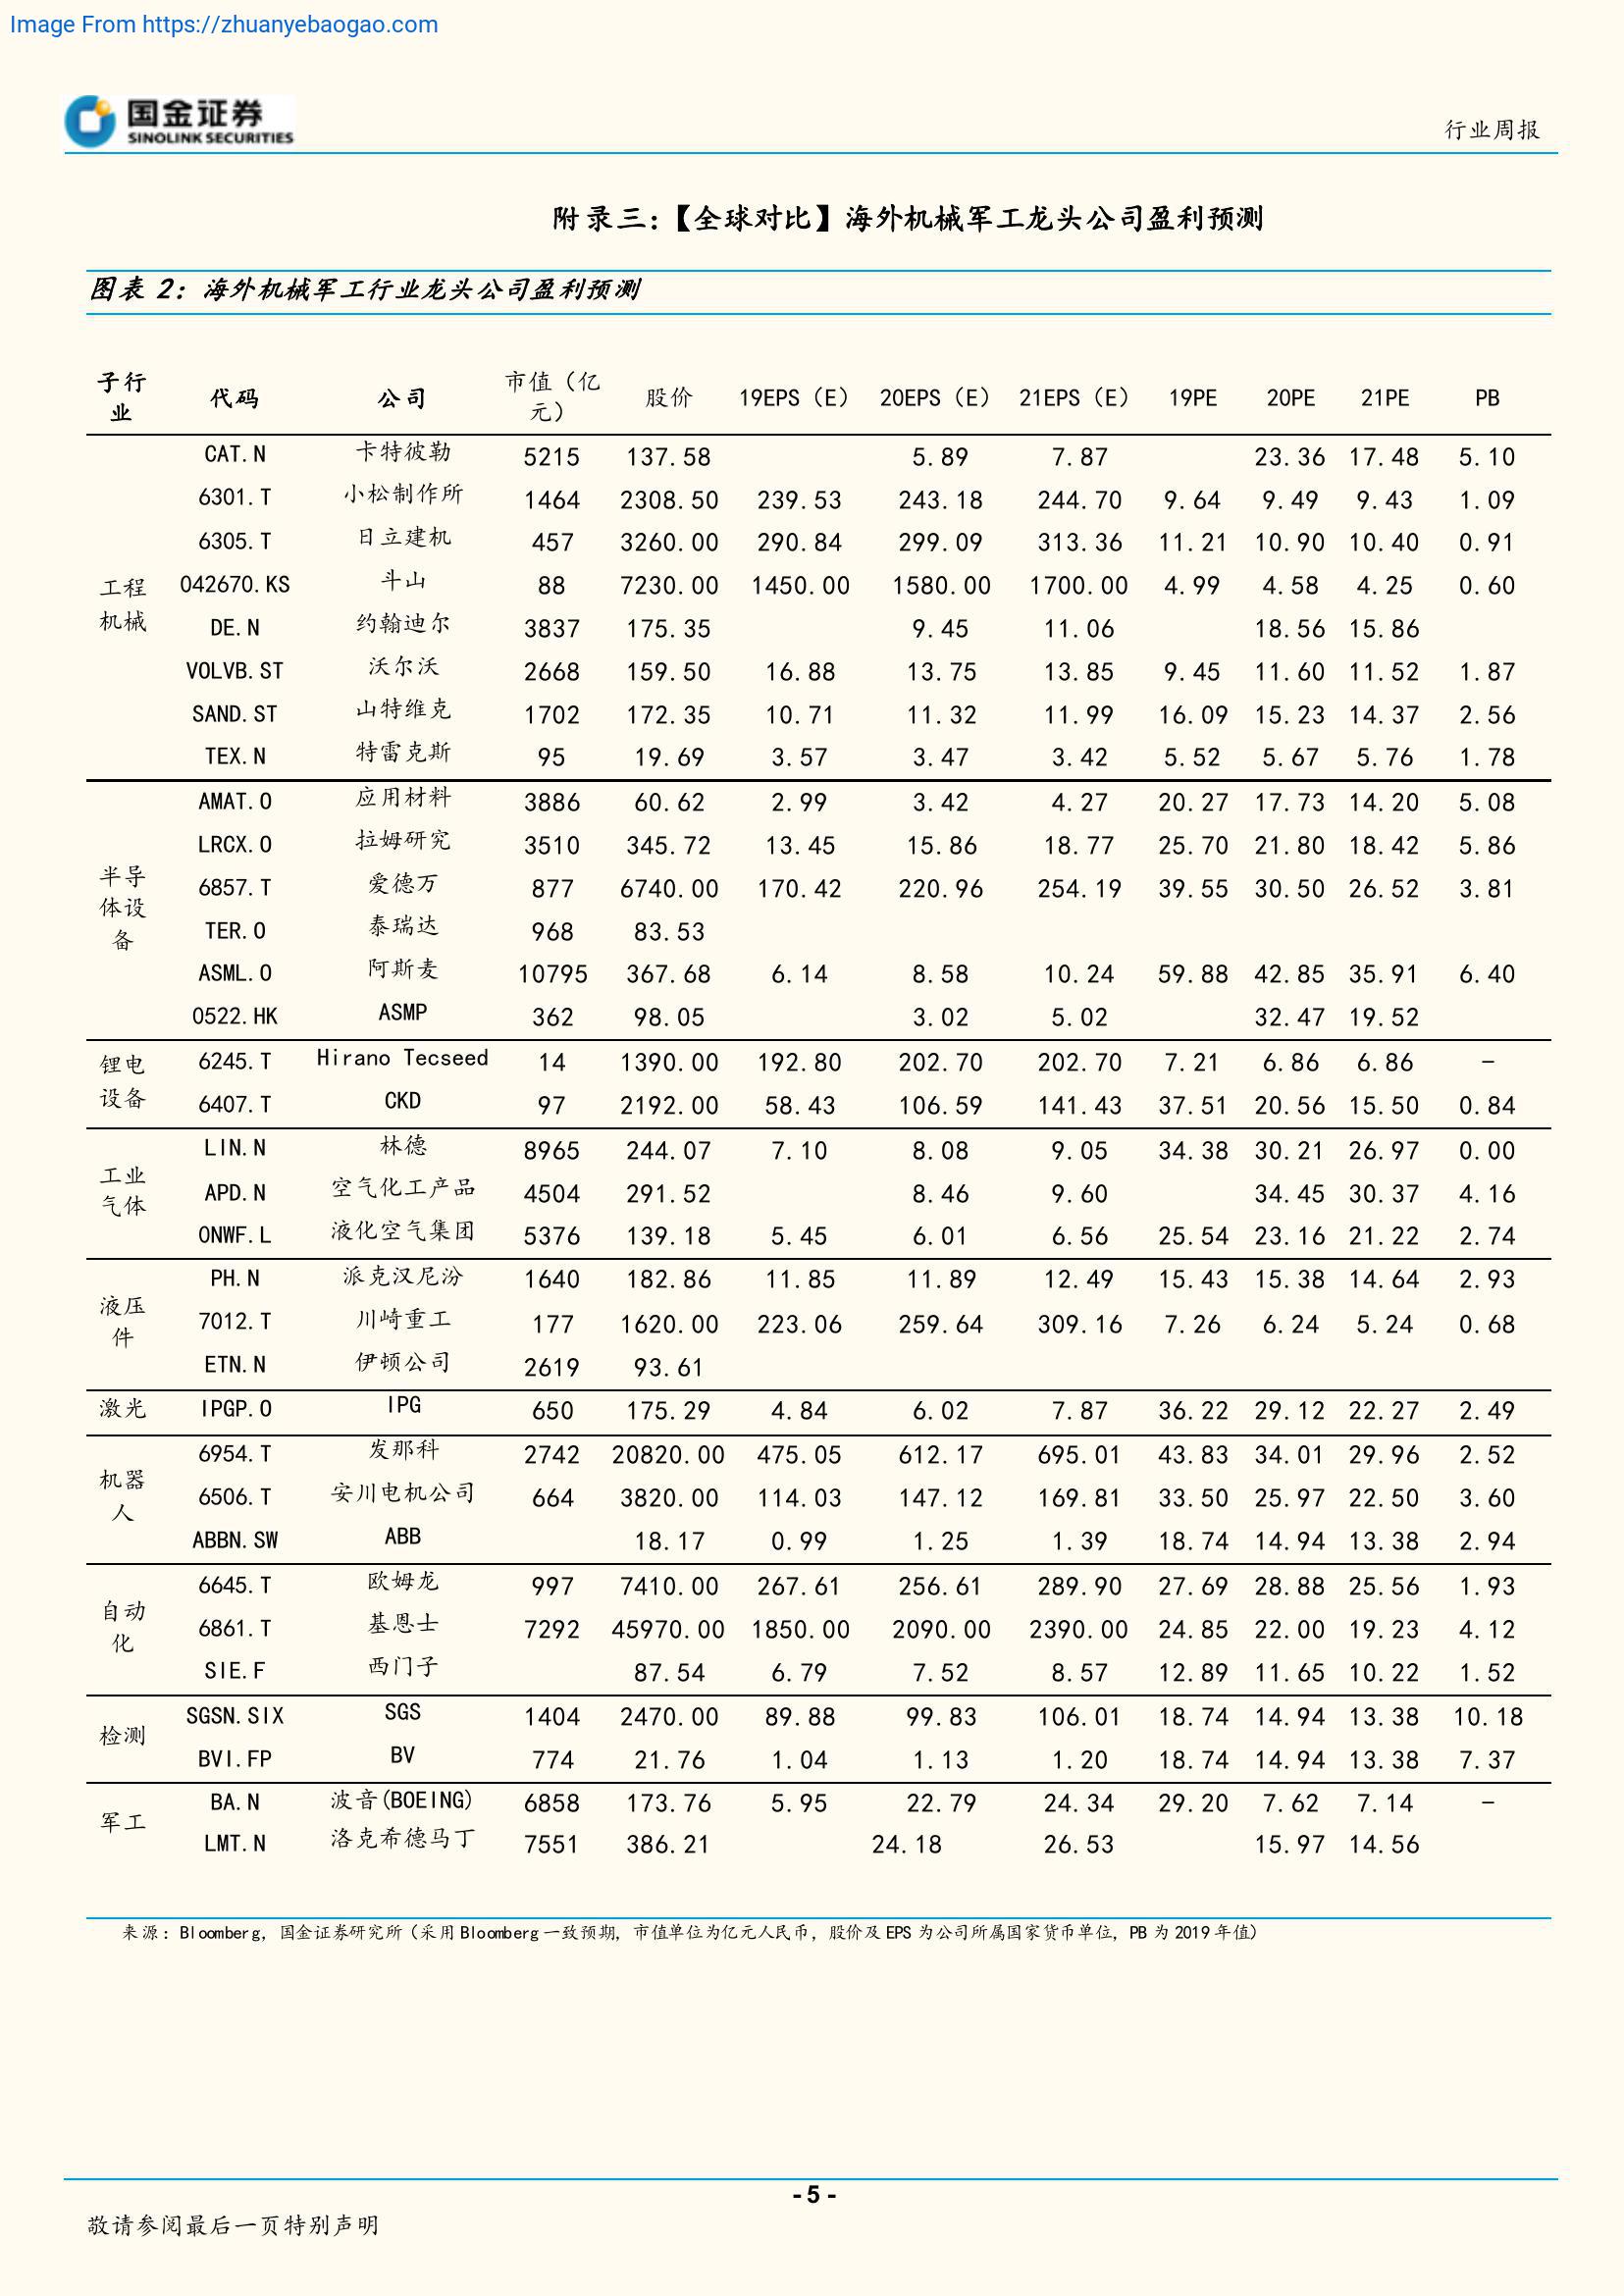 Image From https://zhuanyebaogao.com
国金证券
SINOLINK SECURITIES
行业周报
附录三:【全球对比】海外机械军工龙头公司盈利预测
图表 2: 海外机械军工行业龙头公司盈利预测
子行业 代码 公司 市值（亿元） 股价 19EPS（E） 20EPS（E） 21EPS（E） 19PE 20PE 21PE PB
工程机械
CAT.N 卡特彼勒 5215 137.58 5.89 7.87 23.36 17.48 5.10
6301.T 小松制作所 1464 2308.50 239.53 243.18 244.70 9.64 9.49 9.43 1.09
6305.T 日立建机 457 3260.00 290.84 299.09 313.36 11.21 10.90 10.40 0.91
042670.KS 斗山 88 7230.00 1450.00 1580.00 1700.00 4.99 4.58 4.25 0.60
DE.N 约翰迪尔 3837 175.35 9.45 11.06 18.56 15.86
VOLVB.ST 沃尔沃 2668 159.50 16.88 13.75 13.85 9.45 11.60 11.52 1.87
SAND.ST 山特维克 1702 172.35 10.71 11.32 11.99 16.09 15.23 14.37 2.56
TEX.N 特雷克斯 95 19.69 3.57 3.47 3.42 5.52 5.67 5.76 1.78
半导体设备
AMAT.O 应用材料 3886 60.62 2.99 3.42 4.27 20.27 17.73 14.20 5.08
LRCX.O 拉姆研究 3510 345.72 13.45 15.86 18.77 25.70 21.80 18.42 5.86
6857.T 爱德万 877 6740.00 170.42 220.96 254.19 39.55 30.50 26.52 3.81
TER.O 泰瑞达 968 83.53
ASML.O 阿斯麦 10795 367.68 6.14 8.58 10.24 59.88 42.85 35.91 6.40
0522.HK ASMP 362 98.05 3.02 5.02 32.47 19.52
锂电设备
6245.T Hirano Tecseed 14 1390.00 192.80 202.70 202.70 7.21 6.86 6.86 -
6407.T CKD 97 2192.00 58.43 106.59 141.43 37.51 20.56 15.50 0.84
工业气体
LIN.N 林德 8965 244.07 7.10 8.08 9.05 34.38 30.21 26.97 0.00
APD.N 空气化工产品 4504 291.52 8.46 9.60 34.45 30.37 4.16
ONWF.L 液化空气集团 5376 139.18 5.45 6.01 6.56 25.54 23.16 21.22 2.74
液压件
PH.N 派克汉尼汾 1640 182.86 11.85 11.89 12.49 15.43 15.38 14.64 2.93
7012.T 川崎重工 177 1620.00 223.06 259.64 309.16 7.26 6.24 5.24 0.68
ETN.N 伊顿公司 2619 93.61
激光 IPGP.O IPG 650 175.29 4.84 6.02 7.87 36.22 29.12 22.27 2.49
机器人
6954.T 发那科 2742 20820.00 475.05 612.17 695.01 43.83 34.01 29.96 2.52
6506.T 安川电机公司 664 3820.00 114.03 147.12 169.81 33.50 25.97 22.50 3.60
ABBN.SW ABB 18.17 0.99 1.25 1.39 18.74 14.94 13.38 2.94
自动化
6645.T 欧姆龙 997 7410.00 267.61 256.61 289.90 27.69 28.88 25.56 1.93
6861.T 基恩士 7292 45970.00 1850.00 2090.00 2390.00 24.85 22.00 19.23 4.12
SIE.F 西门子 87.54 6.79 7.52 8.57 12.89 11.65 10.22 1.52
检测
SGSN.SIX SGS 1404 2470.00 89.88 99.83 106.01 18.74 14.94 13.38 10.18
BVI.FP BV 774 21.76 1.04 1.13 1.20 18.74 14.94 13.38 7.37
军工
BA.N 波音(BOEING) 6858 173.76 5.95 22.79 24.34 29.20 7.62 7.14 -
LMT.N 洛克希德马丁 7551 386.21 24.18 26.53 15.97 14.56
来源: Bloomberg, 国金证券研究所（采用 Bloomberg 一致预期, 市值单位为亿元人民币, 股价及 EPS 为公司所属国家货币单位, PB 为 2019 年值）
- 5 -
敬请参阅最后一页特别声明